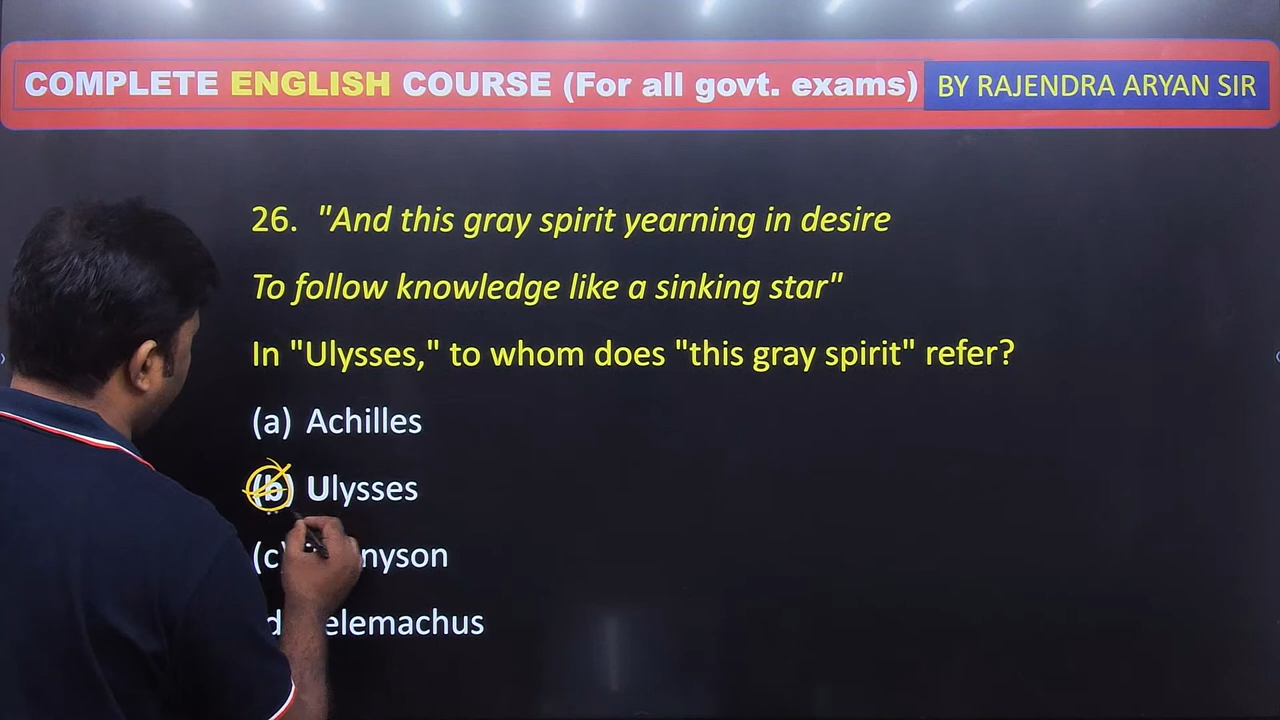 COMPLETE ENGLISH COURSE (For all govt. exams) BY RAJENDRA ARYAN SIR
26. "And this gray spirit yearning in desire
To follow knowledge like a sinking star"
In "Ulysses," to whom does "this gray spirit" refer?
(a) Achilles
(b) Ulysses
(c) nyson
d elemachus